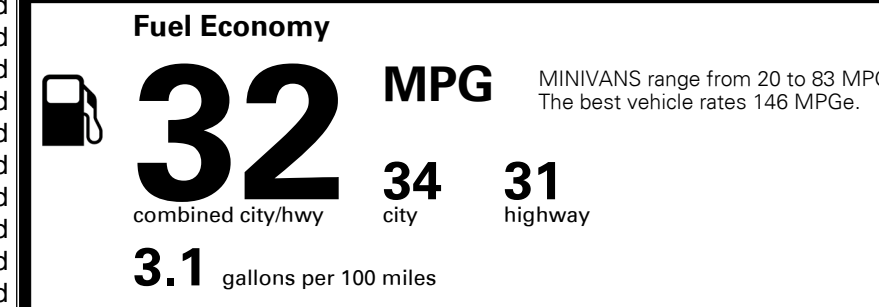 Fuel Economy
32 MPG
MINIVANS range from 20 to 83 MPG
The best vehicle rates 146 MPGe.
34 31
combined city/hwy city highway
3.1 gallons per 100 miles
d
d
d
d
d
d
d
d
d
d